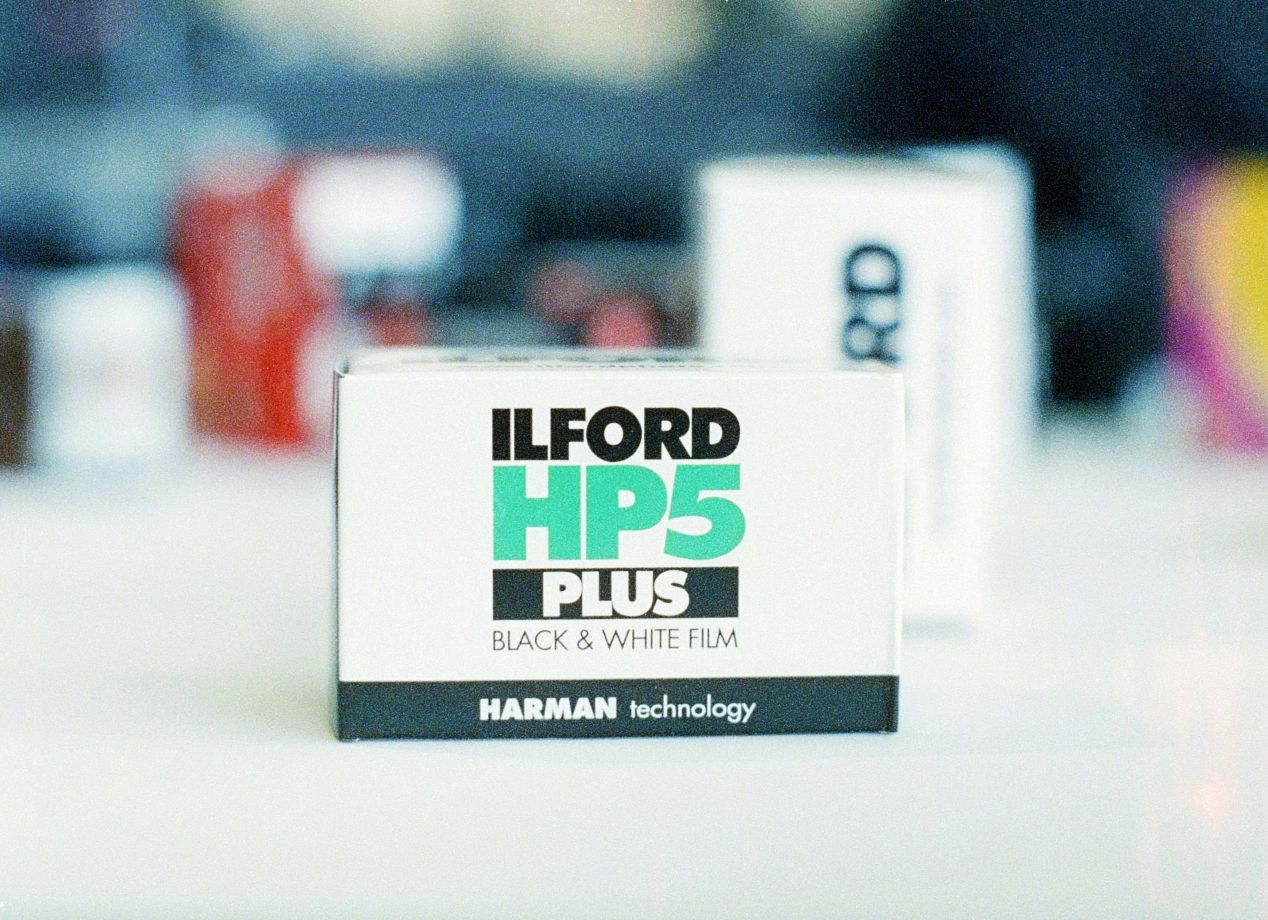 ILFORD
HP5
PLUS
BLACK & WHITE FILM
HARMAN technology